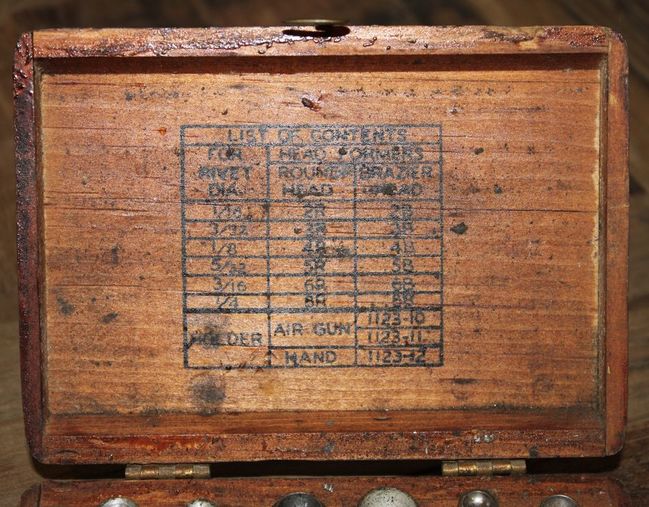 LIST OF CONTENTS
FOR RIVET DIA. HEAD FORMERS
ROUND HEAD BRAZIER HEAD
1/16 2R 2B
3/32 3R 3B
1/8 4R 4B
5/32 5R 5B
3/16 6R 6B
1/4 8R 8B
HOLDER AIR GUN 1123-10
1123-11
HAND 1123-12